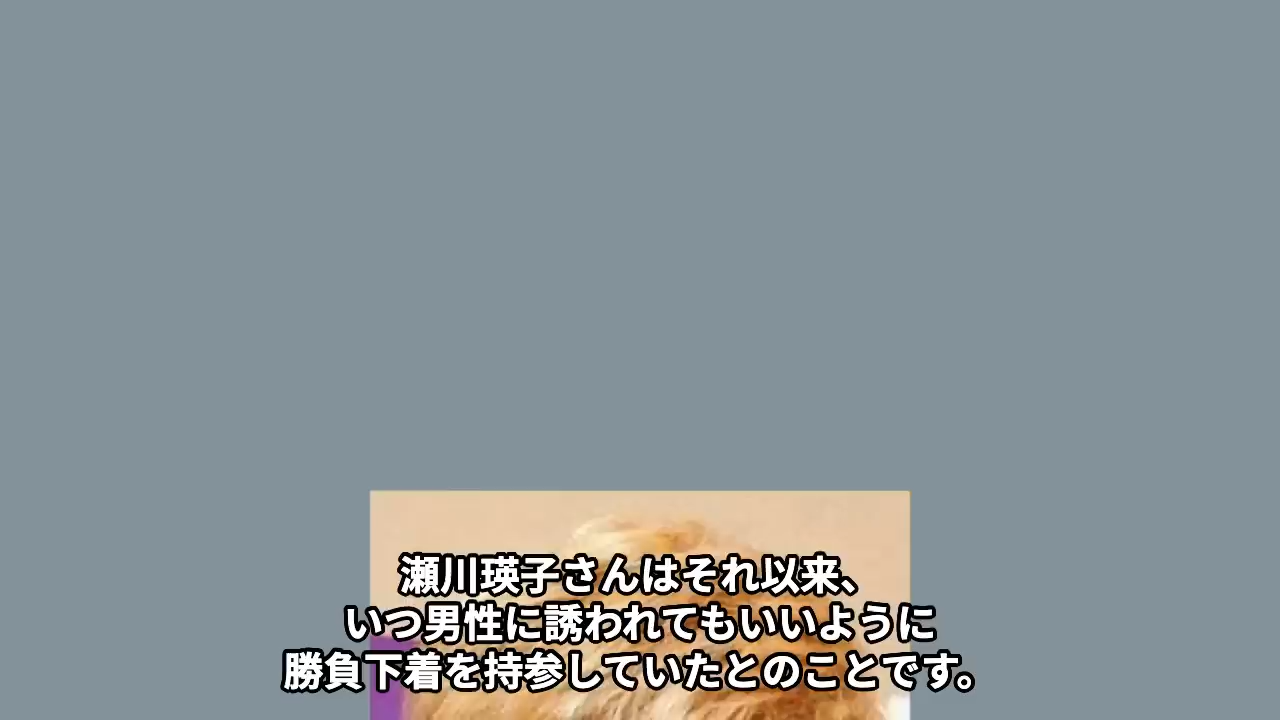 瀬川瑛子さんはそれ以来、
いつ男性に誘われてもいいように
勝負下着を持参していたとのことです。